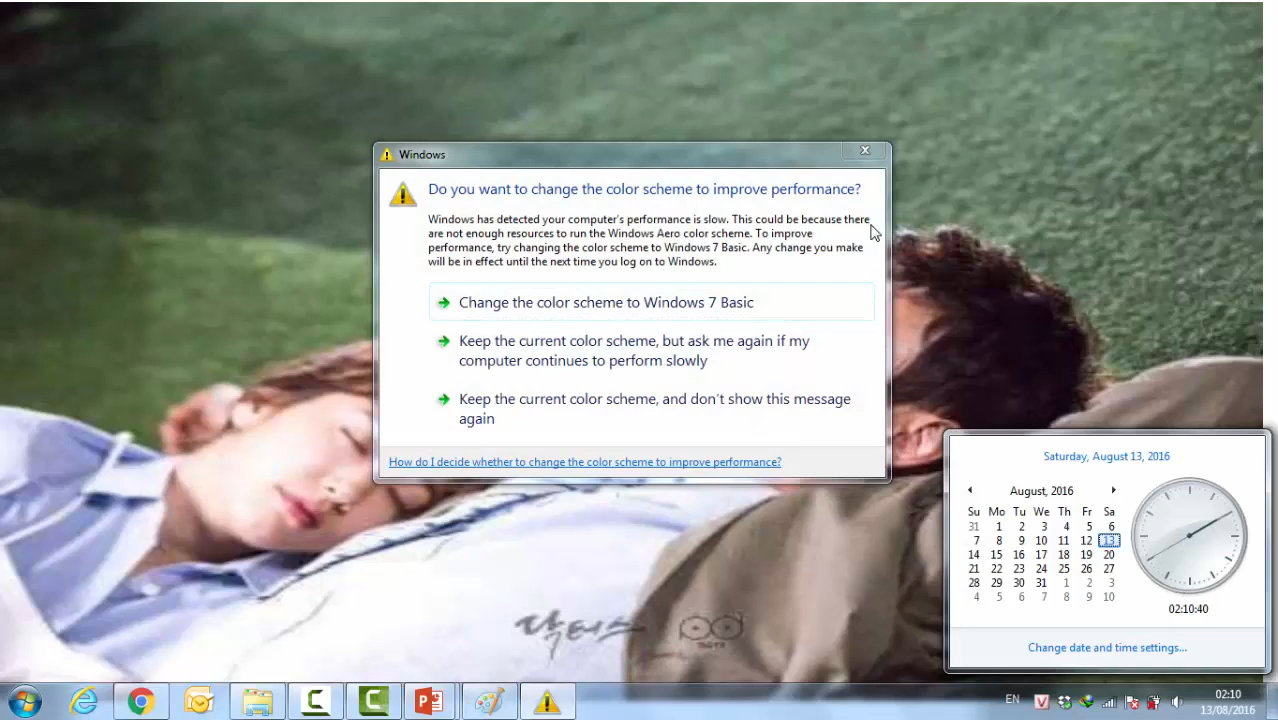 Windows
Do you want to change the color scheme to improve performance?
Windows has detected your computer's performance is slow. This could be because there
are not enough resources to run the Windows Aero color scheme. To improve
performance, try changing the color scheme to Windows 7 Basic. Any change you make
will be in effect until the next time you log on to Windows.
Change the color scheme to Windows 7 Basic
Keep the current color scheme, but ask me again if my
computer continues to perform slowly
Keep the current color scheme, and don't show this message
again
How do I decide whether to change the color scheme to improve performance?
닥터스
Saturday, August 13, 2016
August, 2016
Su Mo Tu We Th Fr Sa
31 1 2 3 4 5 6
7 8 9 10 11 12 13
14 15 16 17 18 19 20
21 22 23 24 25 26 27
28 29 30 31 1 2 3
4 5 6 7 8 9 10
02:10:40
Change date and time settings...
EN
02:10
13/08/2016